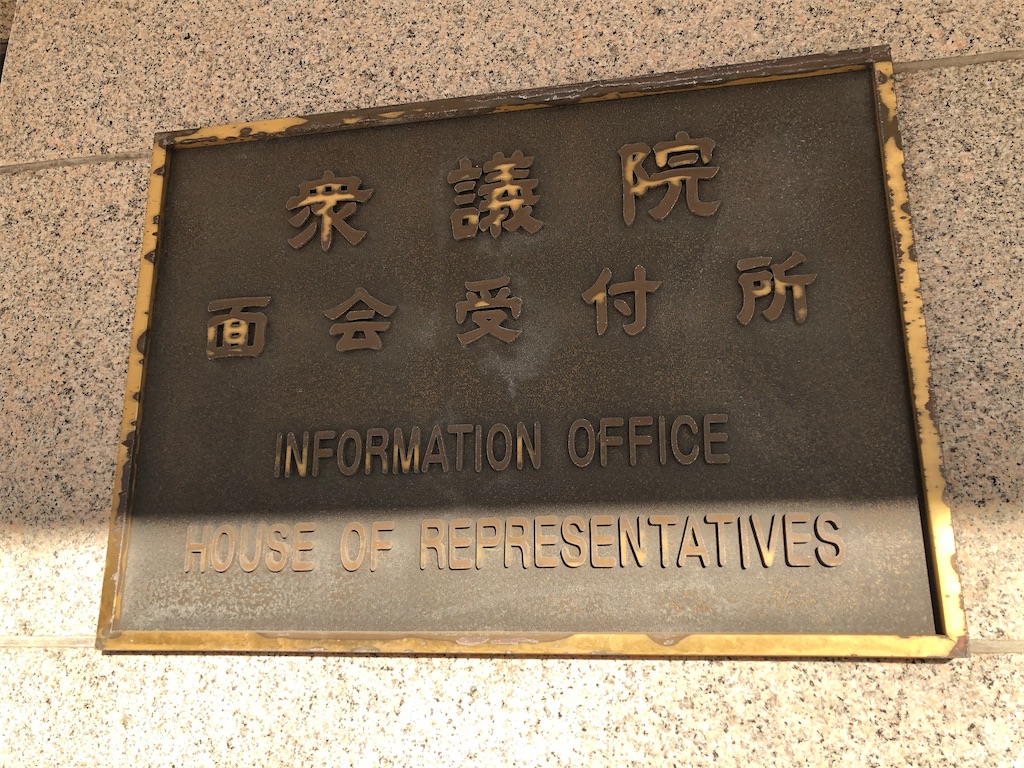 衆議院
面会受付所
INFORMATION OFFICE
HOUSE OF REPRESENTATIVES